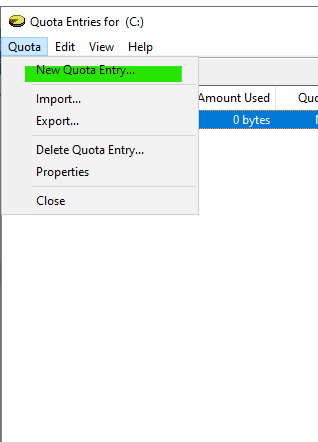 Quota Entries for (C:)
Quota Edit View Help
New Quota Entry...
Import...
Export...
Delete Quota Entry...
Properties
Close
Amount Used
0 bytes